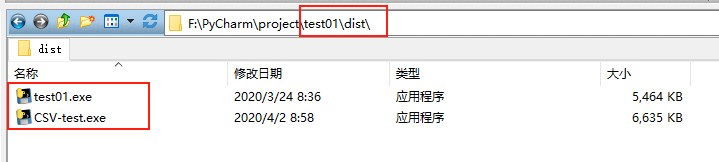 F:\PyCharm\project\test01\dist\
dist
名称 修改日期 类型 大小
test01.exe 2020/3/24 8:36 应用程序 5,464 KB
CSV-test.exe 2020/4/2 8:58 应用程序 6,635 KB